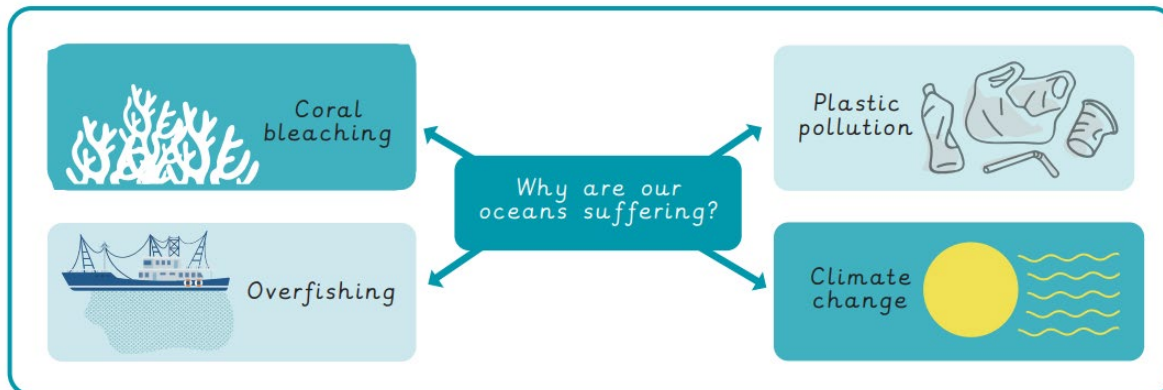 Coral
bleaching
Plastic
pollution
Why are our
oceans suffering?
Overfishing
Climate
change